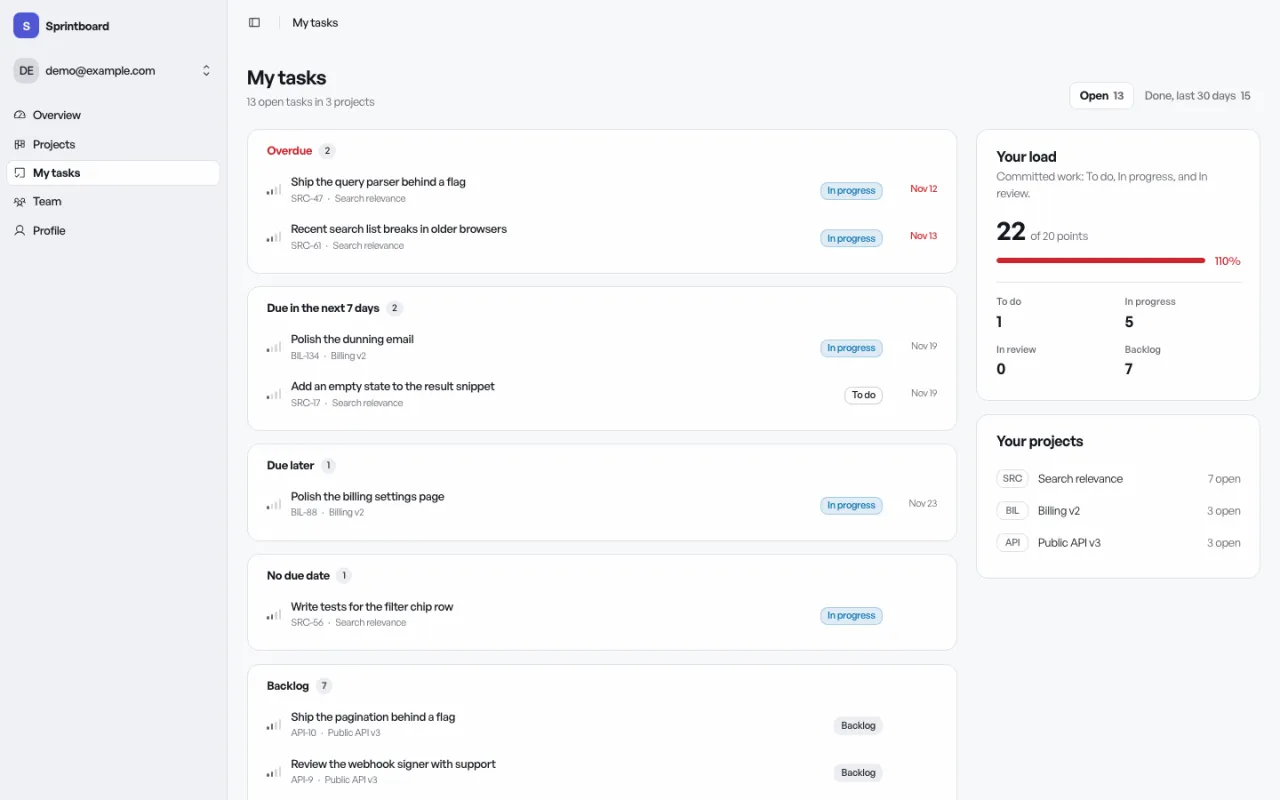 S Sprintboard
DE demo@example.com
Overview
Projects
My tasks
Team
Profile
My tasks
My tasks
13 open tasks in 3 projects
Open 13 Done, last 30 days 15
Overdue 2
Ship the query parser behind a flag
SRC-47 · Search relevance
In progress Nov 12
Recent search list breaks in older browsers
SRC-61 · Search relevance
In progress Nov 13
Due in the next 7 days 2
Polish the dunning email
BIL-134 · Billing v2
In progress Nov 19
Add an empty state to the result snippet
SRC-17 · Search relevance
To do Nov 19
Due later 1
Polish the billing settings page
BIL-88 · Billing v2
In progress Nov 23
No due date 1
Write tests for the filter chip row
SRC-56 · Search relevance
In progress
Backlog 7
Ship the pagination behind a flag
API-10 · Public API v3
Backlog
Review the webhook signer with support
API-9 · Public API v3
Backlog
Your load
Committed work: To do, In progress, and In
review.
22 of 20 points
110%
To do
1
In progress
5
In review
0
Backlog
7
Your projects
SRC Search relevance 7 open
BIL Billing v2 3 open
API Public API v3 3 open